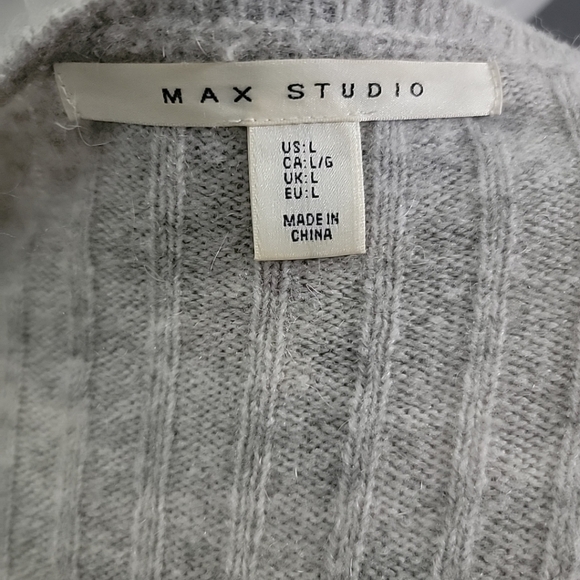 MAX STUDIO
US:L
CA:L/G
UK:L
EU:L
MADE IN
CHINA